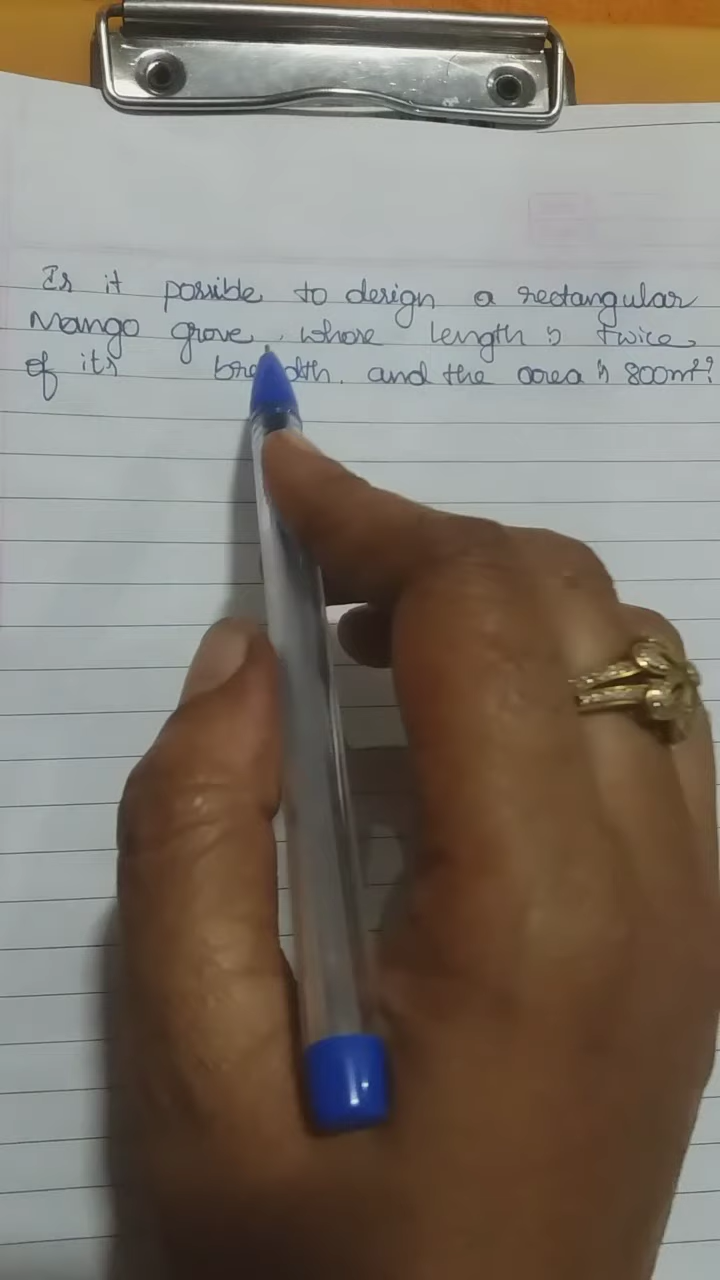 Is it possible to design a rectangular
Mango grove, whose length is twice
of its breadth. and the area is 800m²?